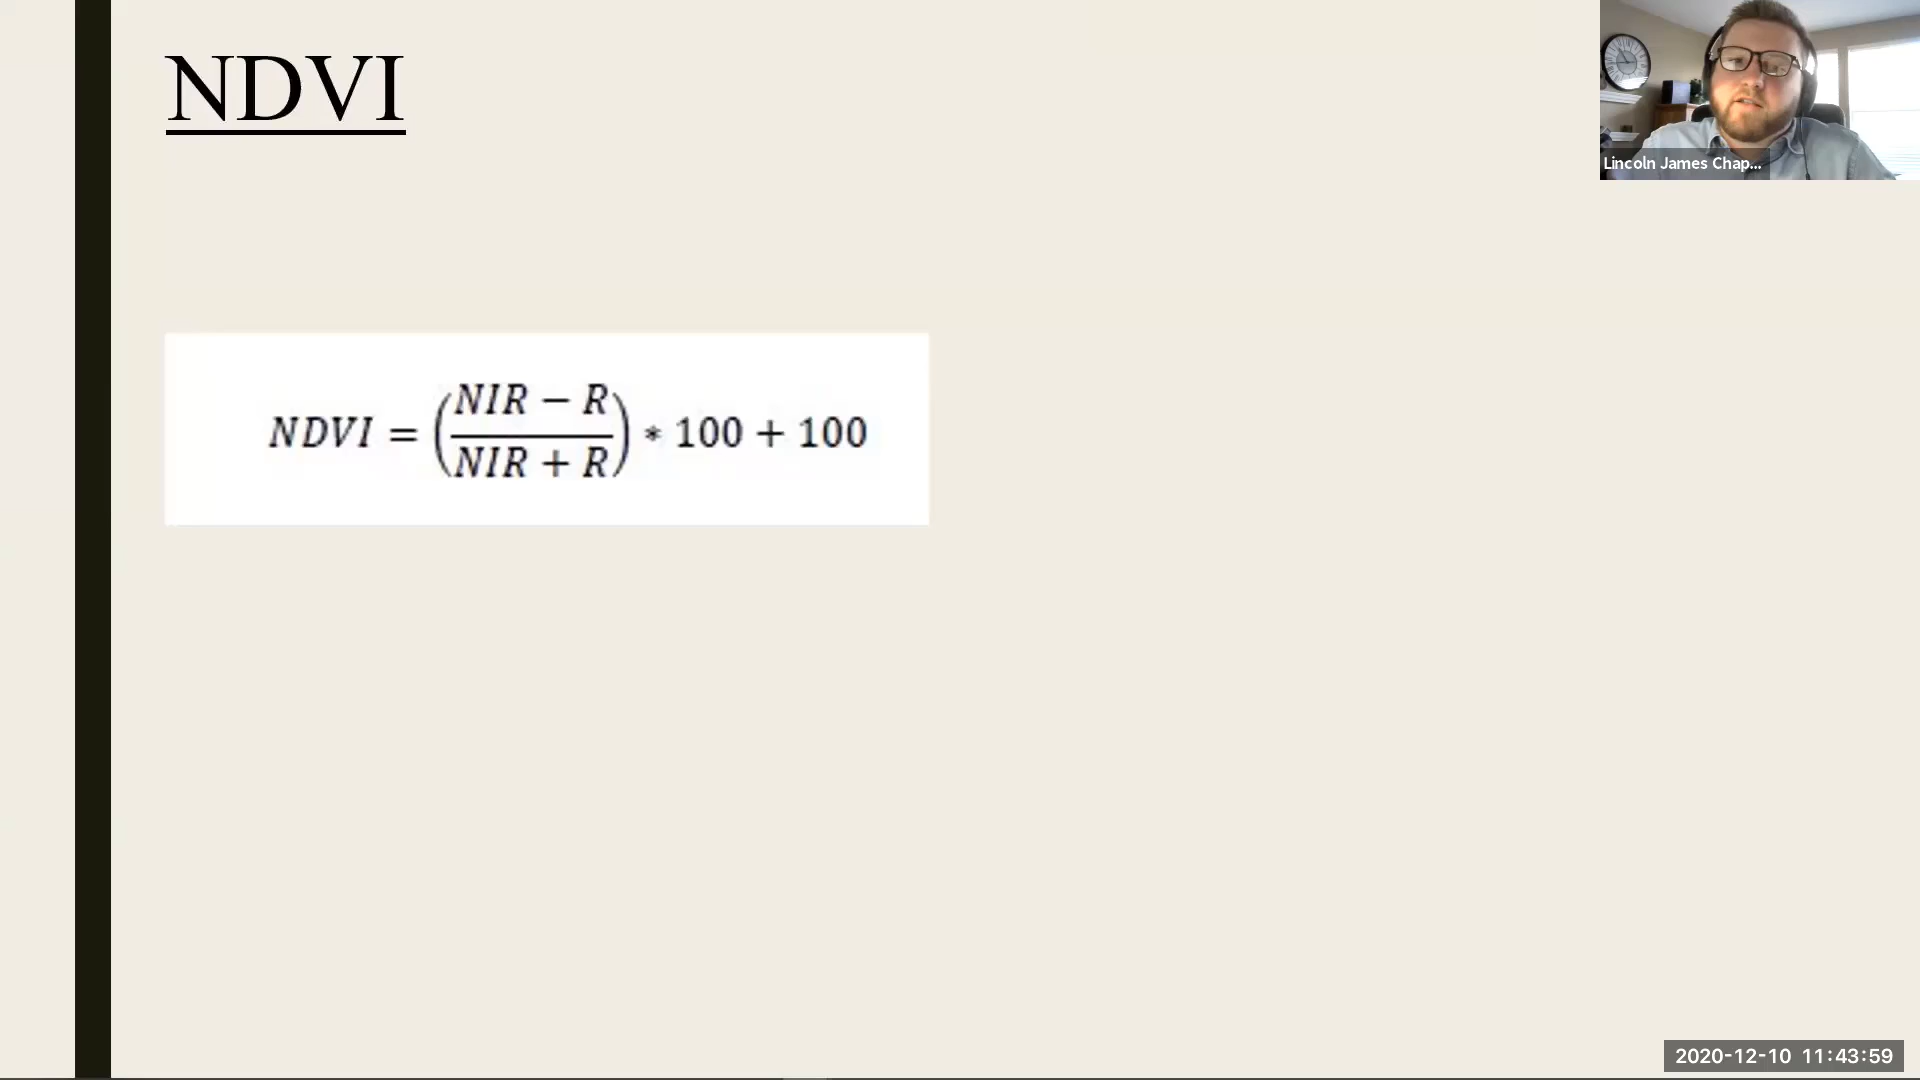 NDVI
Lincoln James Chap...
NDVI = (NIR − R / NIR + R) * 100 + 100
2020-12-10 11:43:59